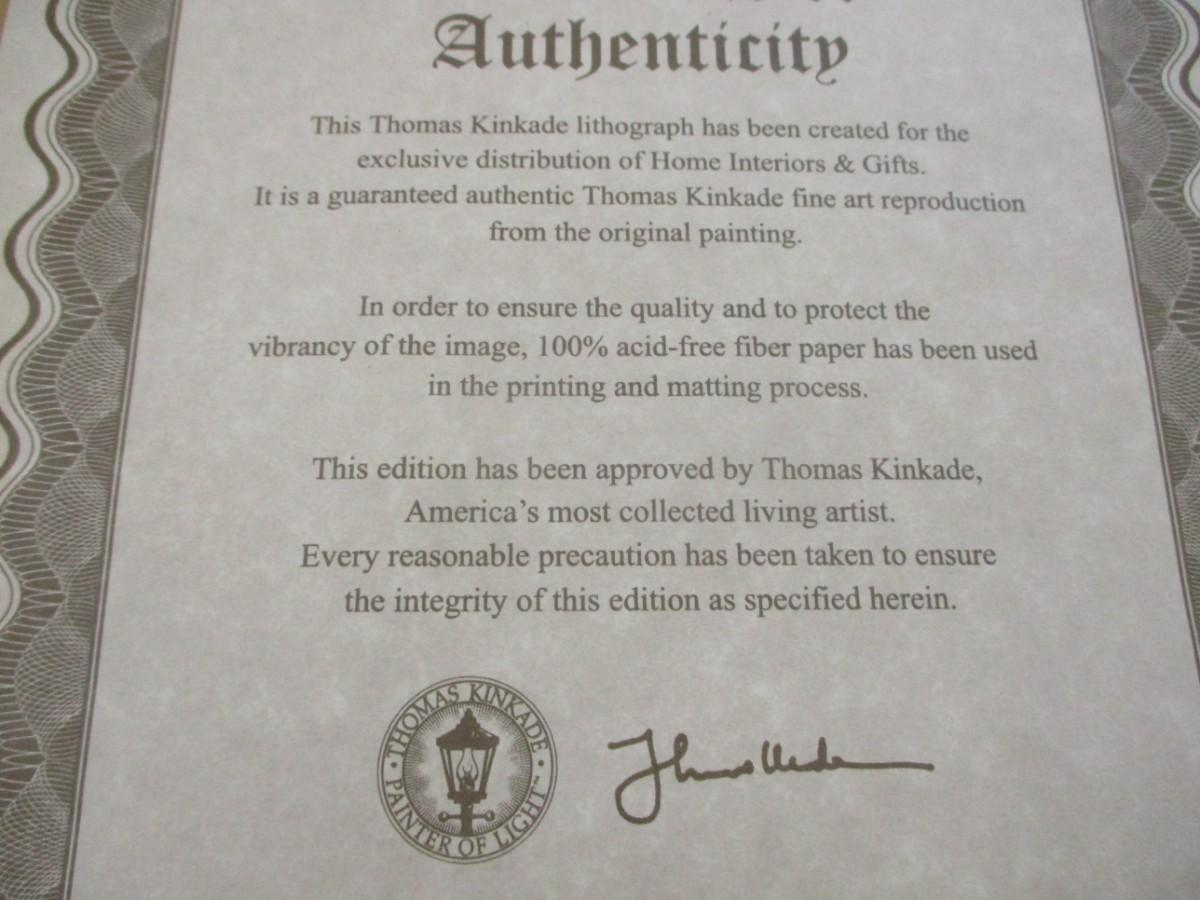 Authenticity
This Thomas Kinkade lithograph has been created for the
exclusive distribution of Home Interiors & Gifts.
It is a guaranteed authentic Thomas Kinkade fine art reproduction
from the original painting.
In order to ensure the quality and to protect the
vibrancy of the image, 100% acid-free fiber paper has been used
in the printing and matting process.
This edition has been approved by Thomas Kinkade,
America's most collected living artist.
Every reasonable precaution has been taken to ensure
the integrity of this edition as specified herein.
THOMAS KINKADE
• PAINTER OF LIGHT™ •